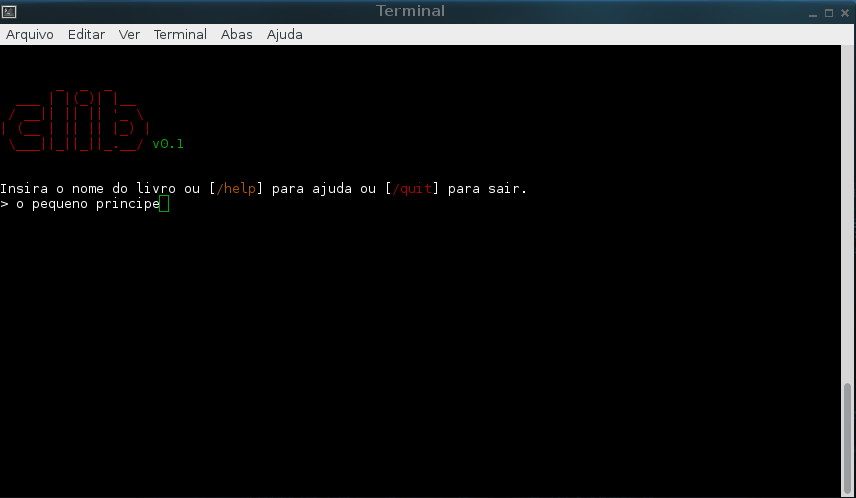 Terminal
Arquivo Editar Ver Terminal Abas Ajuda
clib v0.1
Insira o nome do livro ou [/help] para ajuda ou [/quit] para sair.
> o pequeno principe